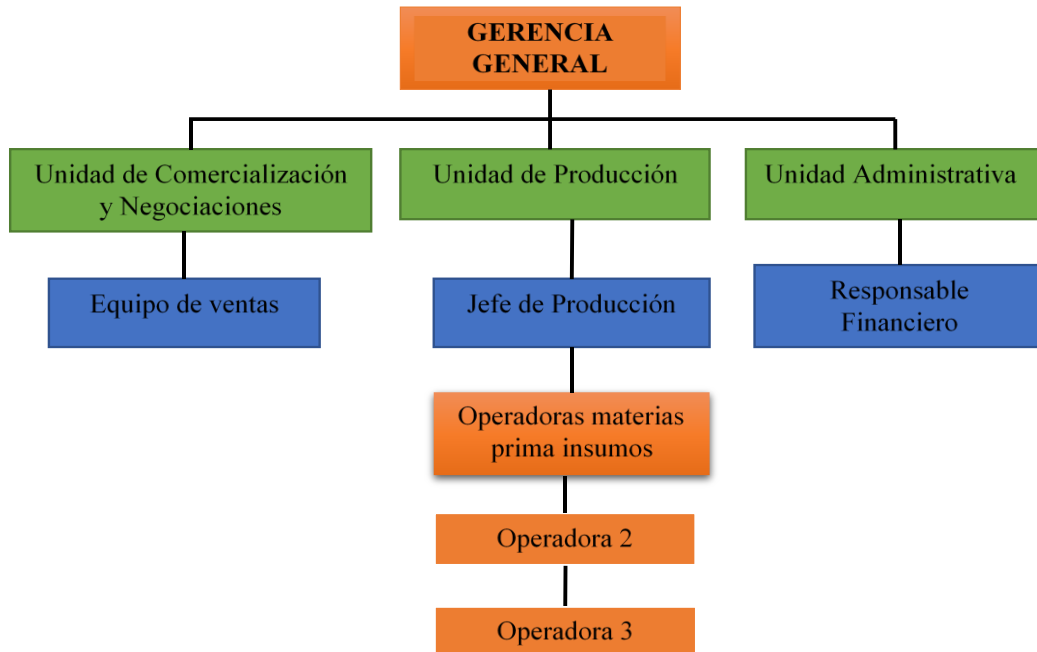 GERENCIA
GENERAL
Unidad de Comercialización
y Negociaciones
Unidad de Producción
Unidad Administrativa
Equipo de ventas
Jefe de Producción
Responsable
Financiero
Operadoras materias
prima insumos
Operadora 2
Operadora 3